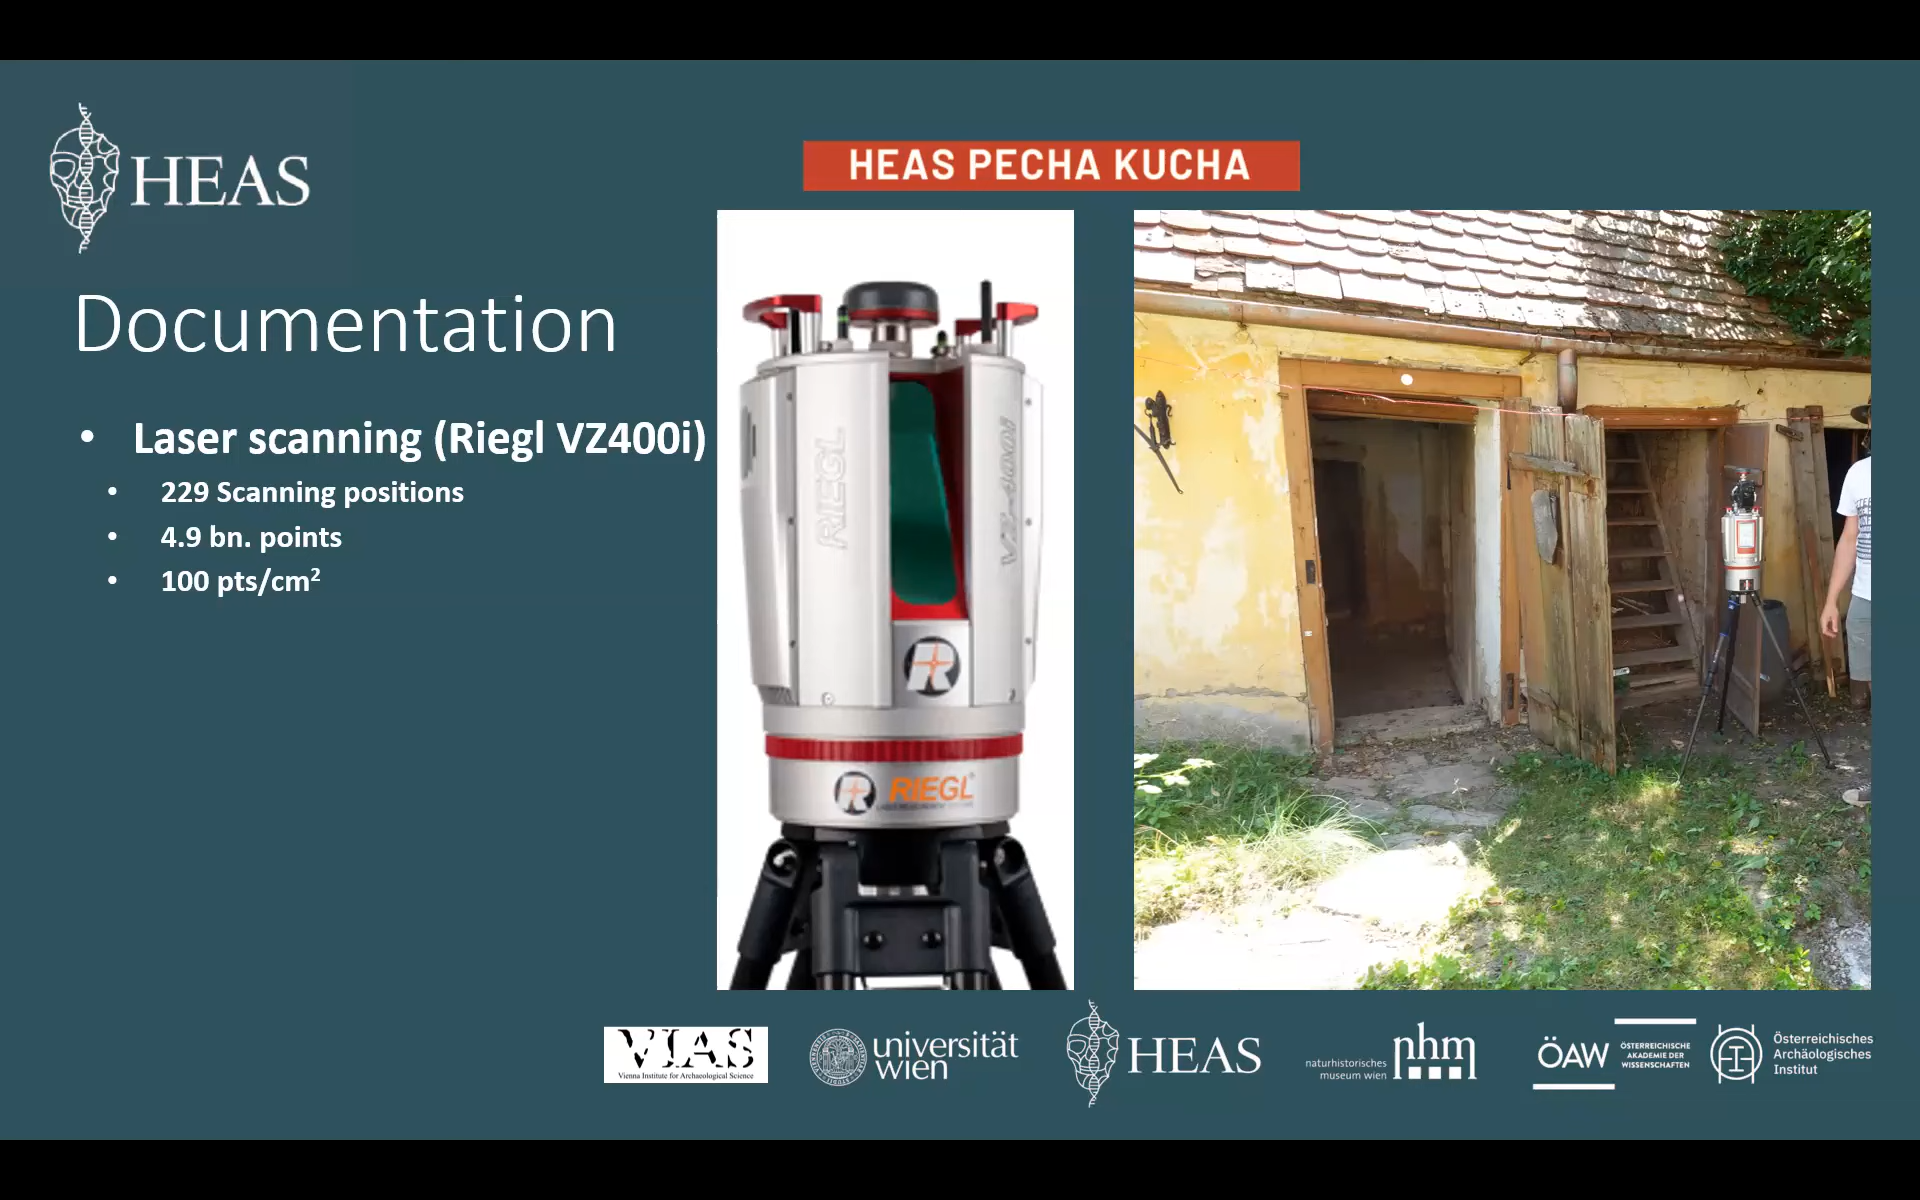 HEAS
HEAS PECHA KUCHA
Documentation
• Laser scanning (Riegl VZ400i)
• 229 Scanning positions
• 4.9 bn. points
• 100 pts/cm²
RIEGL
VZ-400i
R
R RIEGL
VIAS
Vienna Institute for Archaeological Science
universität
wien
HEAS
naturhistorisches
museum wien
nhm
ÖAW
ÖSTERREICHISCHE
AKADEMIE DER
WISSENSCHAFTEN
Österreichisches
Archäologisches
Institut